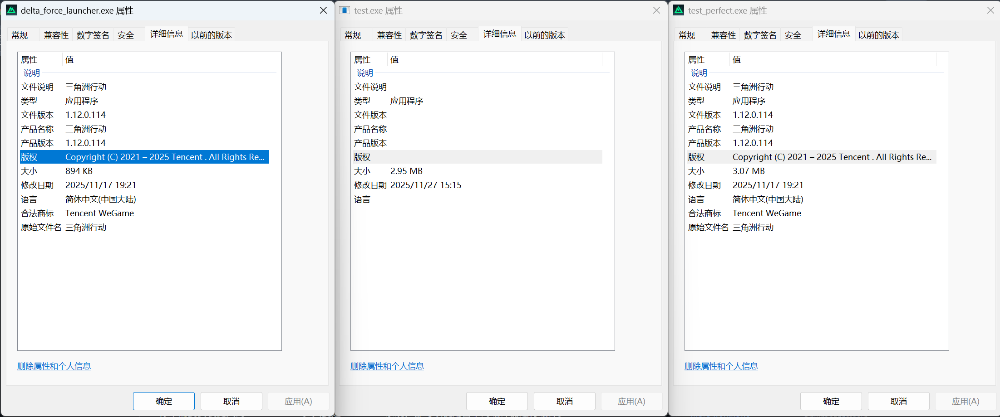 delta_force_launcher.exe 属性
常规 兼容性 数字签名 安全 详细信息 以前的版本
属性 值
说明
文件说明 三角洲行动
类型 应用程序
文件版本 1.12.0.114
产品名称 三角洲行动
产品版本 1.12.0.114
版权 Copyright (C) 2021 – 2025 Tencent . All Rights Re...
大小 894 KB
修改日期 2025/11/17 19:21
语言 简体中文(中国大陆)
合法商标 Tencent WeGame
原始文件名 三角洲行动
删除属性和个人信息
确定 取消 应用(A)
test.exe 属性
常规 兼容性 数字签名 安全 详细信息 以前的版本
属性 值
说明
文件说明
类型 应用程序
文件版本
产品名称
产品版本
版权
大小 2.95 MB
修改日期 2025/11/27 15:15
语言
删除属性和个人信息
确定 取消 应用(A)
test_perfect.exe 属性
常规 兼容性 数字签名 安全 详细信息 以前的版本
属性 值
说明
文件说明 三角洲行动
类型 应用程序
文件版本 1.12.0.114
产品名称 三角洲行动
产品版本 1.12.0.114
版权 Copyright (C) 2021 – 2025 Tencent . All Rights Re...
大小 3.07 MB
修改日期 2025/11/17 19:21
语言 简体中文(中国大陆)
合法商标 Tencent WeGame
原始文件名 三角洲行动
删除属性和个人信息
确定 取消 应用(A)